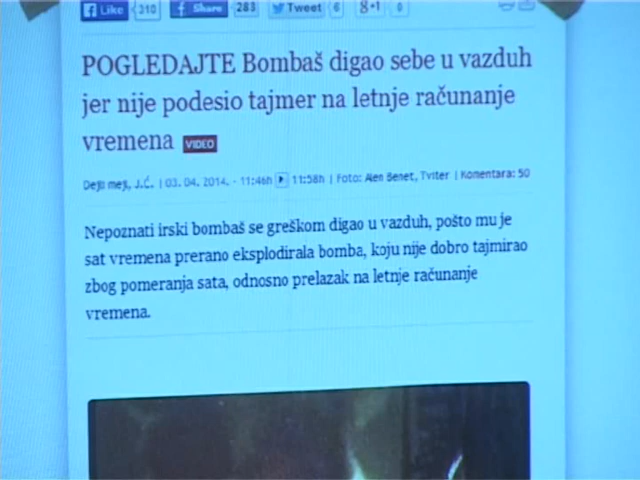 Like 310 Share 283 Tweet 6 g+1 0
POGLEDAJTE Bombaš digao sebe u vazduh
jer nije podesio tajmer na letnje računanje
vremena VIDEO
Dejli mejl, J.Ć. | 03. 04. 2014. - 11:46h 11:58h | Foto: Alen Benet, Tviter | Komentara: 50
Nepoznati irski bombaš se greškom digao u vazduh, pošto mu je
sat vremena prerano eksplodirala bomba, koju nije dobro tajmirao
zbog pomeranja sata, odnosno prelazak na letnje računanje
vremena.